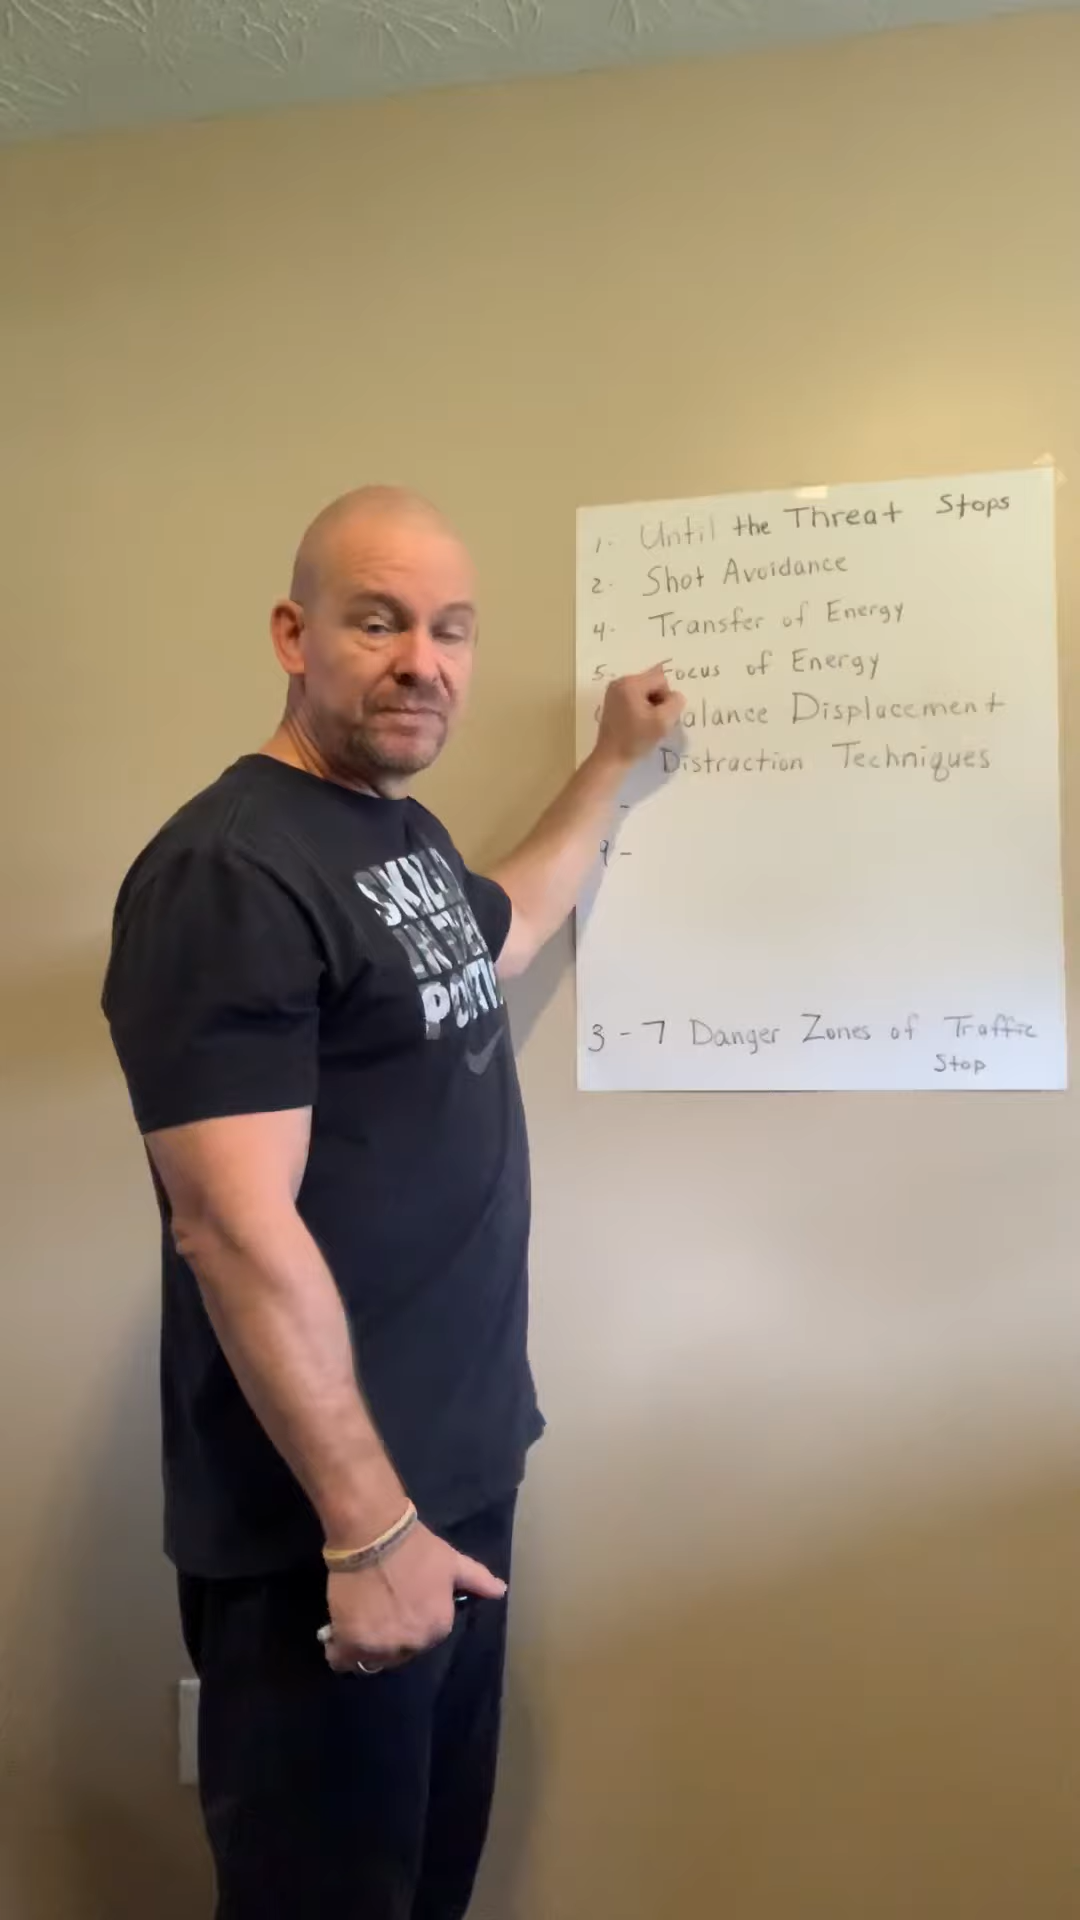 1- Until the Threat Stops
2- Shot Avoidance
4- Transfer of Energy
5- Focus of Energy
alance Displacement
Distraction Techniques
-
9-
3-7 Danger Zones of Traffic
Stop